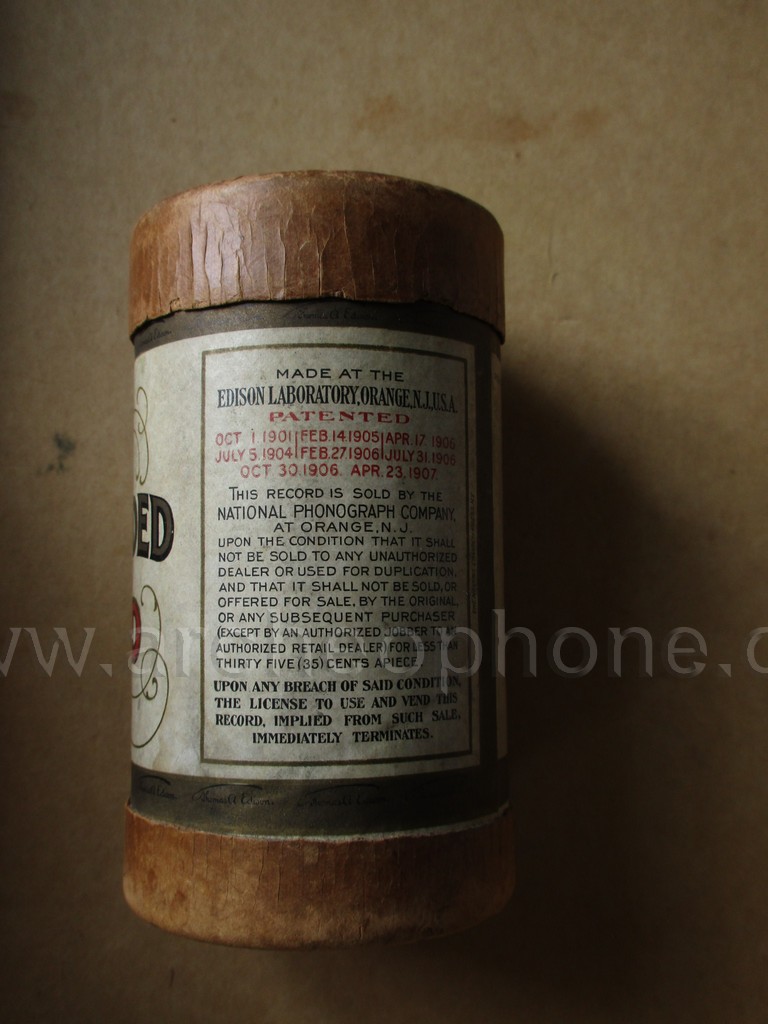 MADE AT THE
EDISON LABORATORY, ORANGE, N.J., U.S.A.
PATENTED
OCT 1.1901 FEB.14.1905 APR.17.1906
JULY 5.1904 FEB.27.1906 JULY 31.1906
OCT 30.1906. APR.23.1907.
THIS RECORD IS SOLD BY THE
NATIONAL PHONOGRAPH COMPANY,
AT ORANGE, N.J.
UPON THE CONDITION THAT IT SHALL
NOT BE SOLD TO ANY UNAUTHORIZED
DEALER OR USED FOR DUPLICATION,
AND THAT IT SHALL NOT BE SOLD, OR
OFFERED FOR SALE, BY THE ORIGINAL,
OR ANY SUBSEQUENT PURCHASER
(EXCEPT BY AN AUTHORIZED JOBBER TO AN
AUTHORIZED RETAIL DEALER) FOR LESS THAN
THIRTY FIVE (35) CENTS APIECE.
UPON ANY BREACH OF SAID CONDITION,
THE LICENSE TO USE AND VEND THIS
RECORD, IMPLIED FROM SUCH SALE,
IMMEDIATELY TERMINATES.
DED
Thomas A Edison
Thomas A Edison